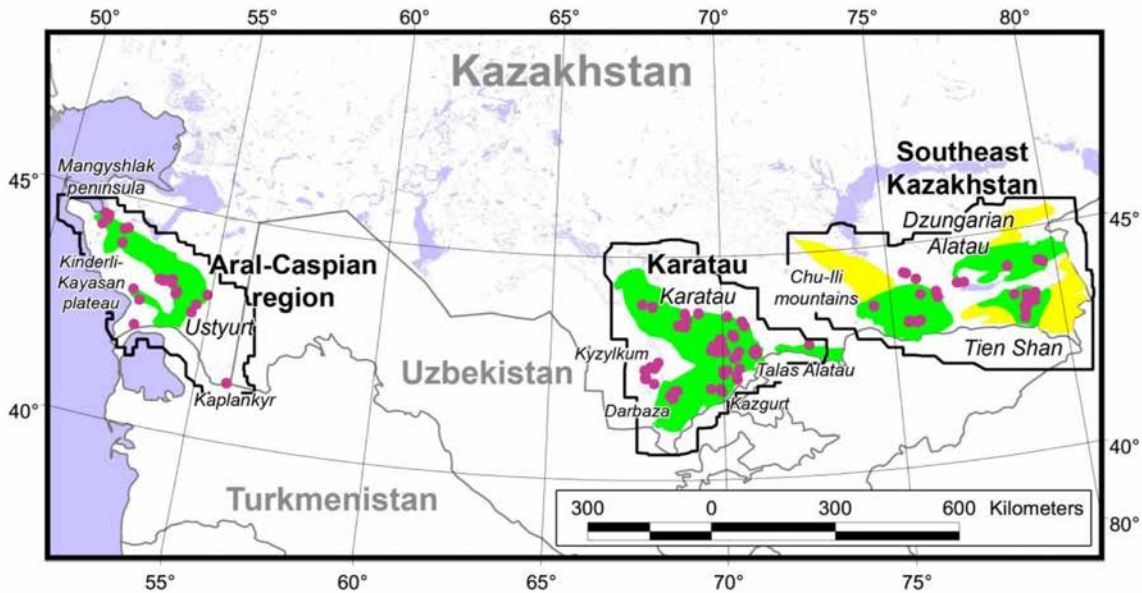 50° 55° 60° 65° 70° 75° 80°
Kazakhstan
45°
45°
Mangyshlak
peninsula
Southeast
Kazakhstan
Dzungarian
Alatau
Kinderli-
Kayasan
plateau
Aral-Caspian
region
Karatau
Karatau
Chu-Ili
mountains
Ustyurt
Tien Shan
Kyzylkum
Uzbekistan
Talas Alatau
Kaplankyr
Darbaza
Kazgurt
40°
40°
Turkmenistan
300 0 300 600 Kilometers
80°
55° 60° 65° 70° 75°